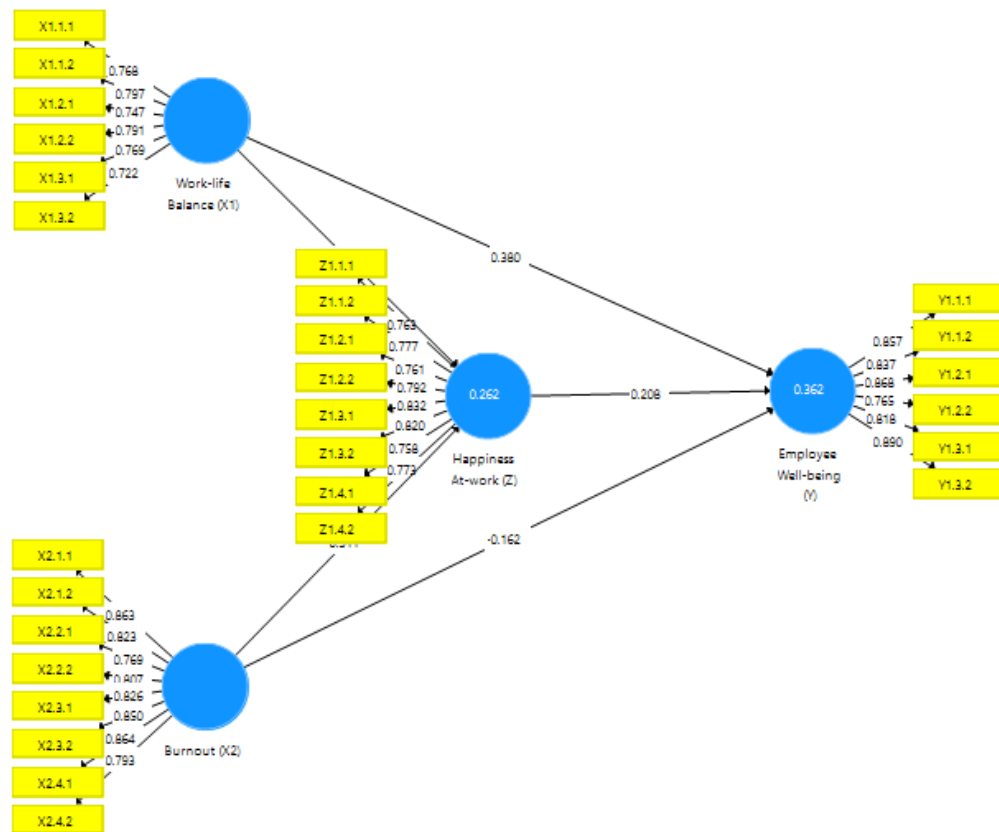 X1.1.1
X1.1.2
X1.2.1
X1.2.2
X1.3.1
X1.3.2
0.768
0.797
0.747
0.791
0.769
0.722
Work-life
Balance (X1)
0.380
Z1.1.1
Z1.1.2
Z1.2.1
Z1.2.2
Z1.3.1
Z1.3.2
Z1.4.1
Z1.4.2
0.763
0.777
0.761
0.792
0.832
0.820
0.758
0.773
0.262
Happiness
At-work (Z)
0.208
0.362
Employee
Well-being
(Y)
0.857
0.837
0.868
0.765
0.818
0.890
Y1.1.1
Y1.1.2
Y1.2.1
Y1.2.2
Y1.3.1
Y1.3.2
-0.162
X2.1.1
X2.1.2
X2.2.1
X2.2.2
X2.3.1
X2.3.2
X2.4.1
X2.4.2
0.863
0.823
0.769
0.807
0.826
0.850
0.864
0.793
Burnout (X2)